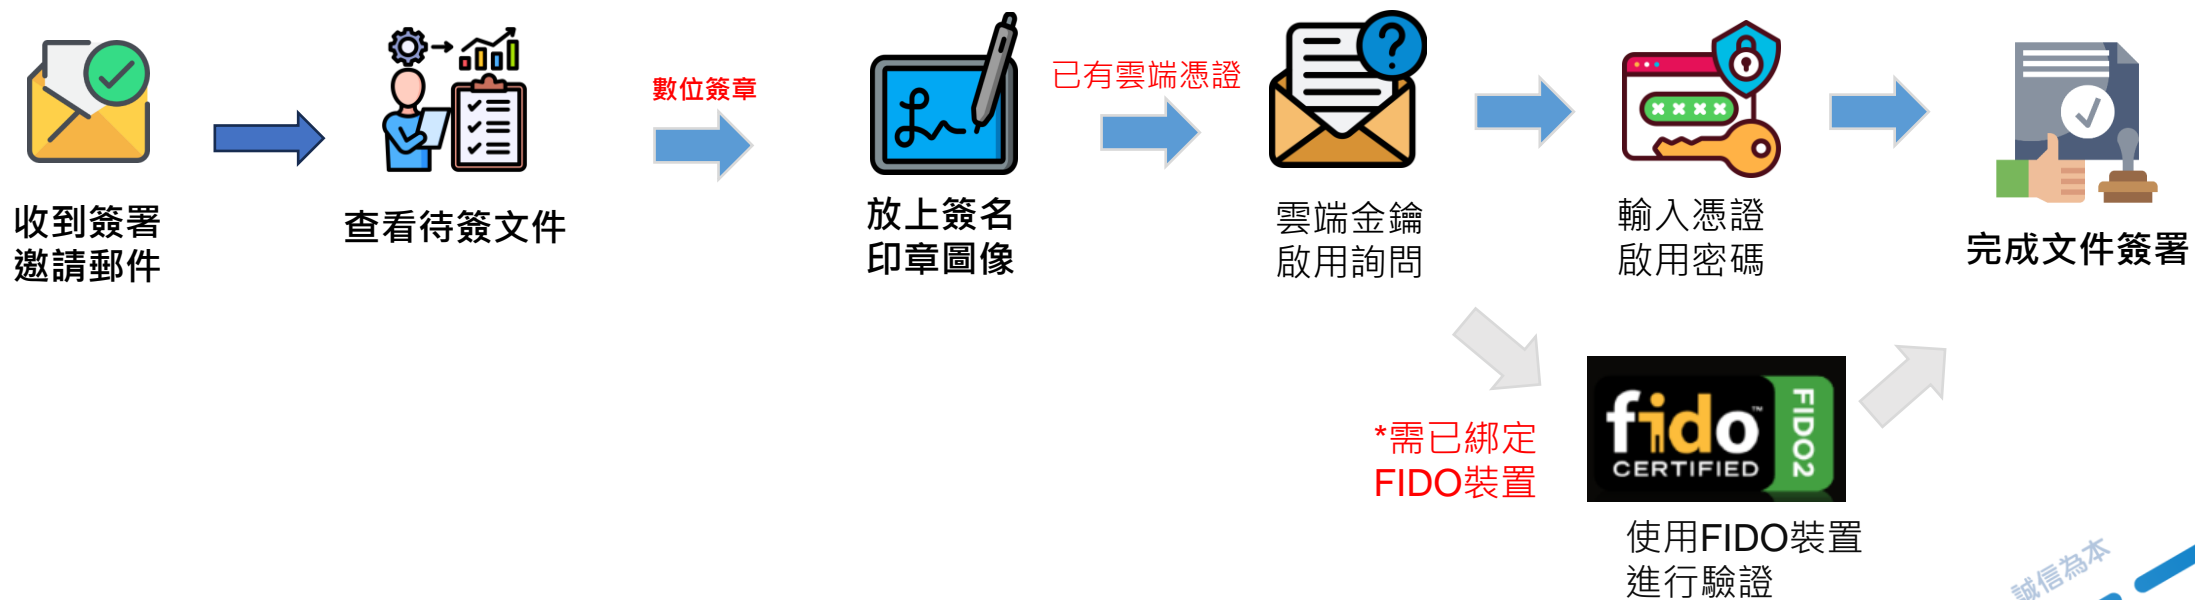 收到簽署
邀請郵件
查看待簽文件
數位簽章
放上簽名
印章圖像
已有雲端憑證
雲端金鑰
啟用詢問
輸入憑證
啟用密碼
完成文件簽署
*需已綁定
FIDO裝置
fido™
CERTIFIED
FIDO2
使用FIDO裝置
進行驗證
誠信為本